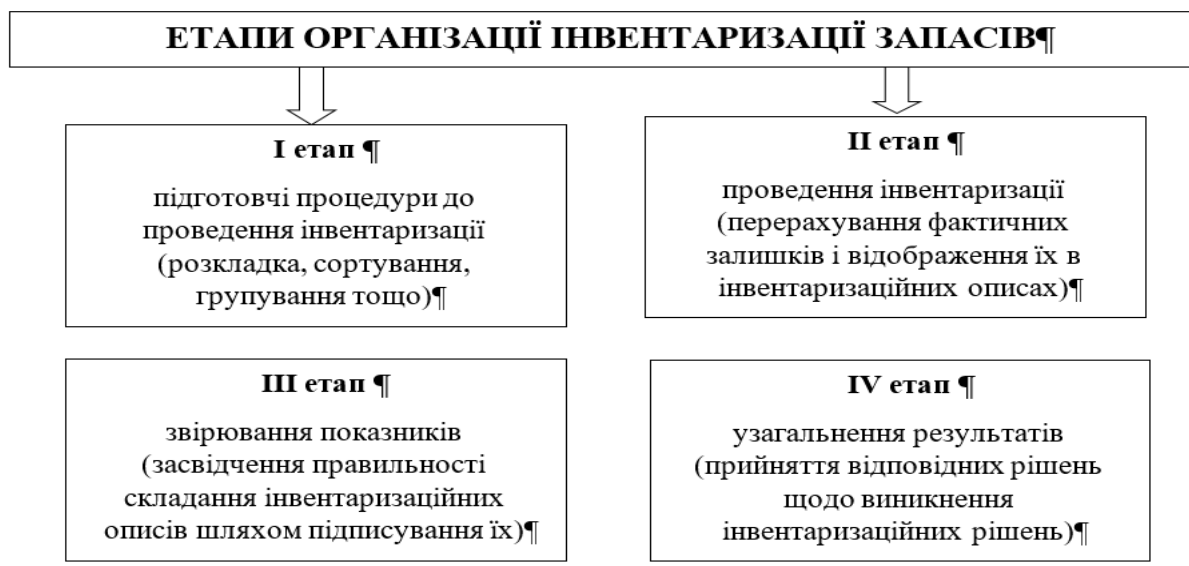 ЕТАПИ ОРГАНІЗАЦІЇ ІНВЕНТАРИЗАЦІЇ ЗАПАСІВ¶
І етап ¶
підготовчі процедури до
проведення інвентаризації
(розкладка, сортування,
групування тощо)¶
ІІ етап ¶
проведення інвентаризації
(перерахування фактичних
залишків і відображення їх в
інвентаризаційних описах)¶
ІІІ етап ¶
звірювання показників
(засвідчення правильності
складання інвентаризаційних
описів шляхом підписування їх)¶
IV етап ¶
узагальнення результатів
(прийняття відповідних рішень
щодо виникнення
інвентаризаційних рішень)¶